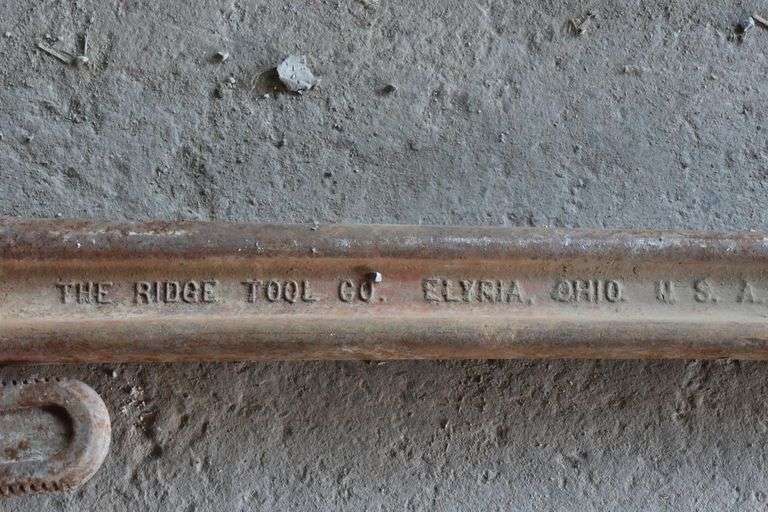 THE RIDGE TOOL CO. ELYRIA, OHIO U. S. A.